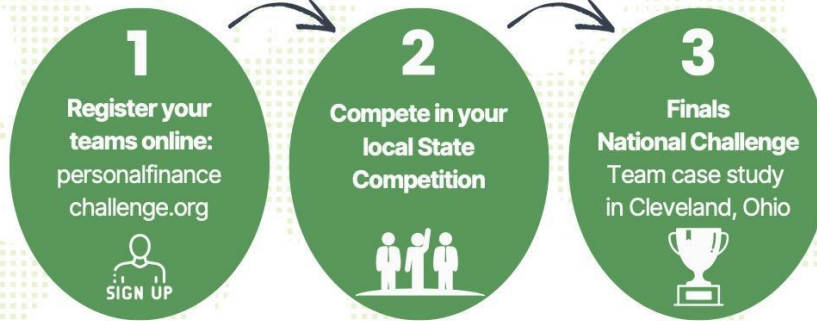 1
Register your
teams online:
personalfinance
challenge.org
SIGN UP
2
Compete in your
local State
Competition
3
Finals
National Challenge
Team case study
in Cleveland, Ohio